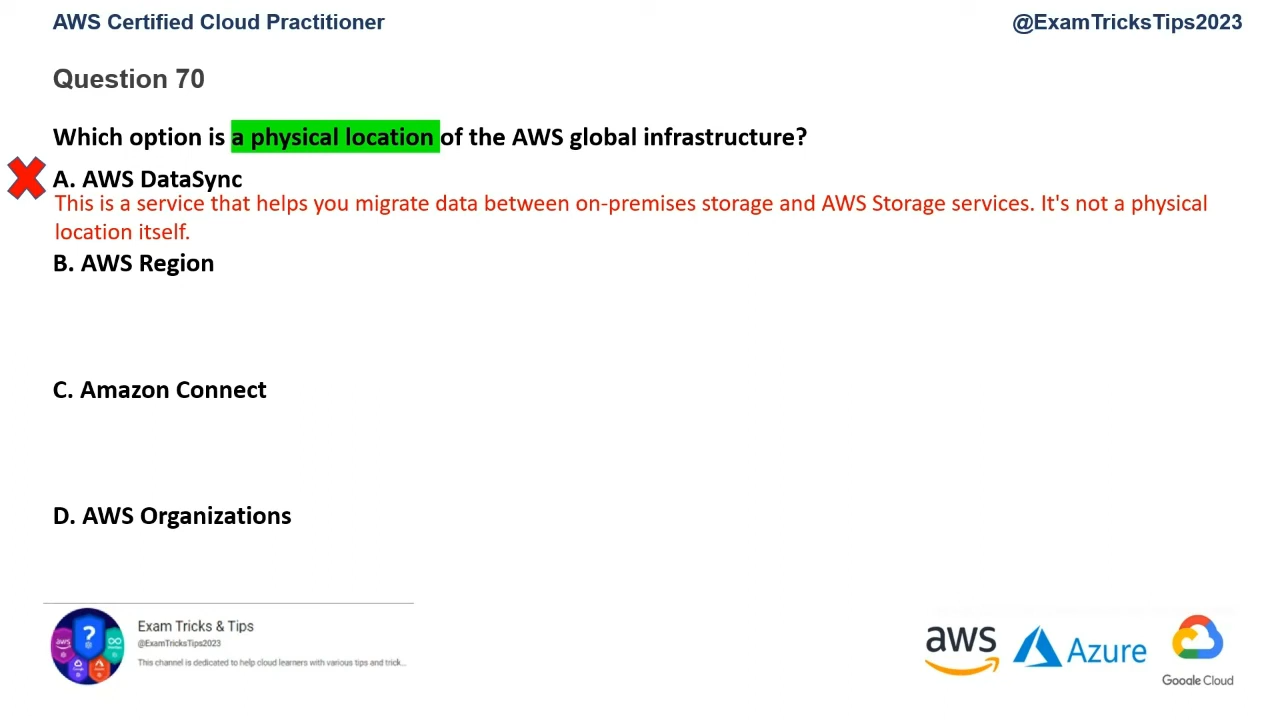 AWS Certified Cloud Practitioner
@ExamTricksTips2023
Question 70
Which option is a physical location of the AWS global infrastructure?
A. AWS DataSync
This is a service that helps you migrate data between on-premises storage and AWS Storage services. It's not a physical
location itself.
B. AWS Region
C. Amazon Connect
D. AWS Organizations
?
aws
Exam Tricks & Tips
@ExamTricksTips2023
This channel is dedicated to help cloud learners with various tips and trick...
aws
Azure
Google Cloud